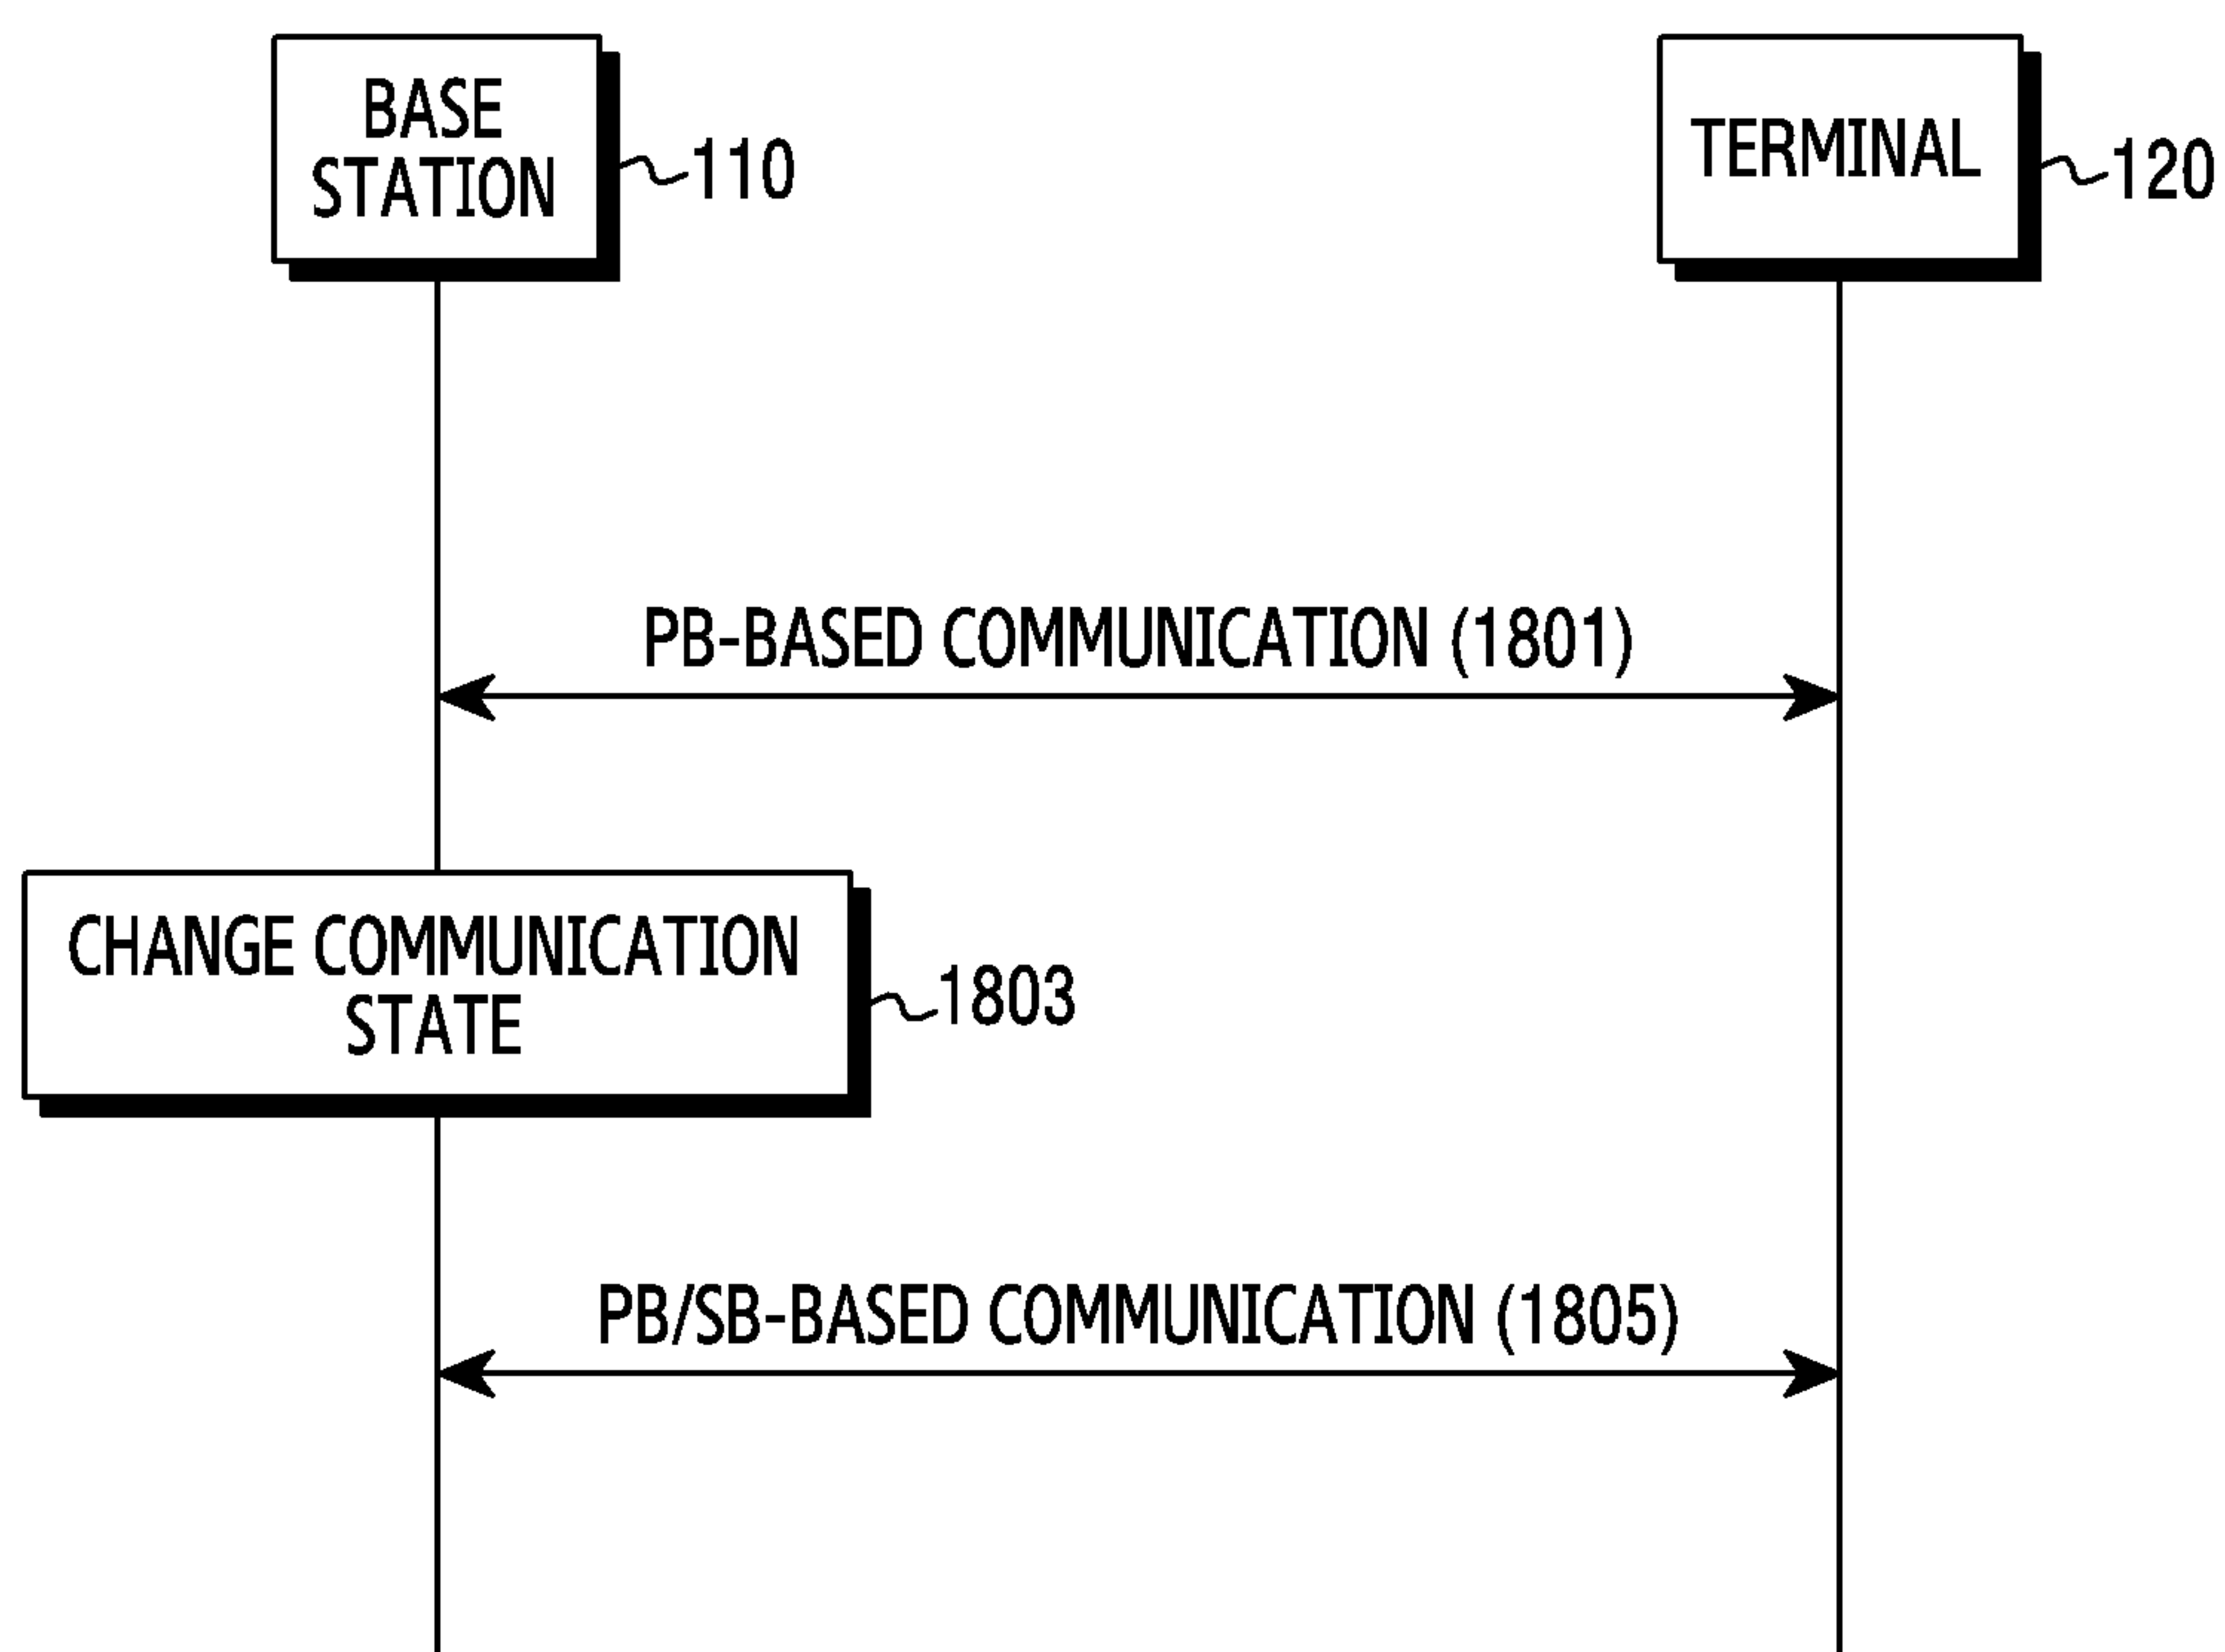 BASE
STATION
110
TERMINAL
120
PB-BASED COMMUNICATION (1801)
CHANGE COMMUNICATION
STATE
1803
PB/SB-BASED COMMUNICATION (1805)